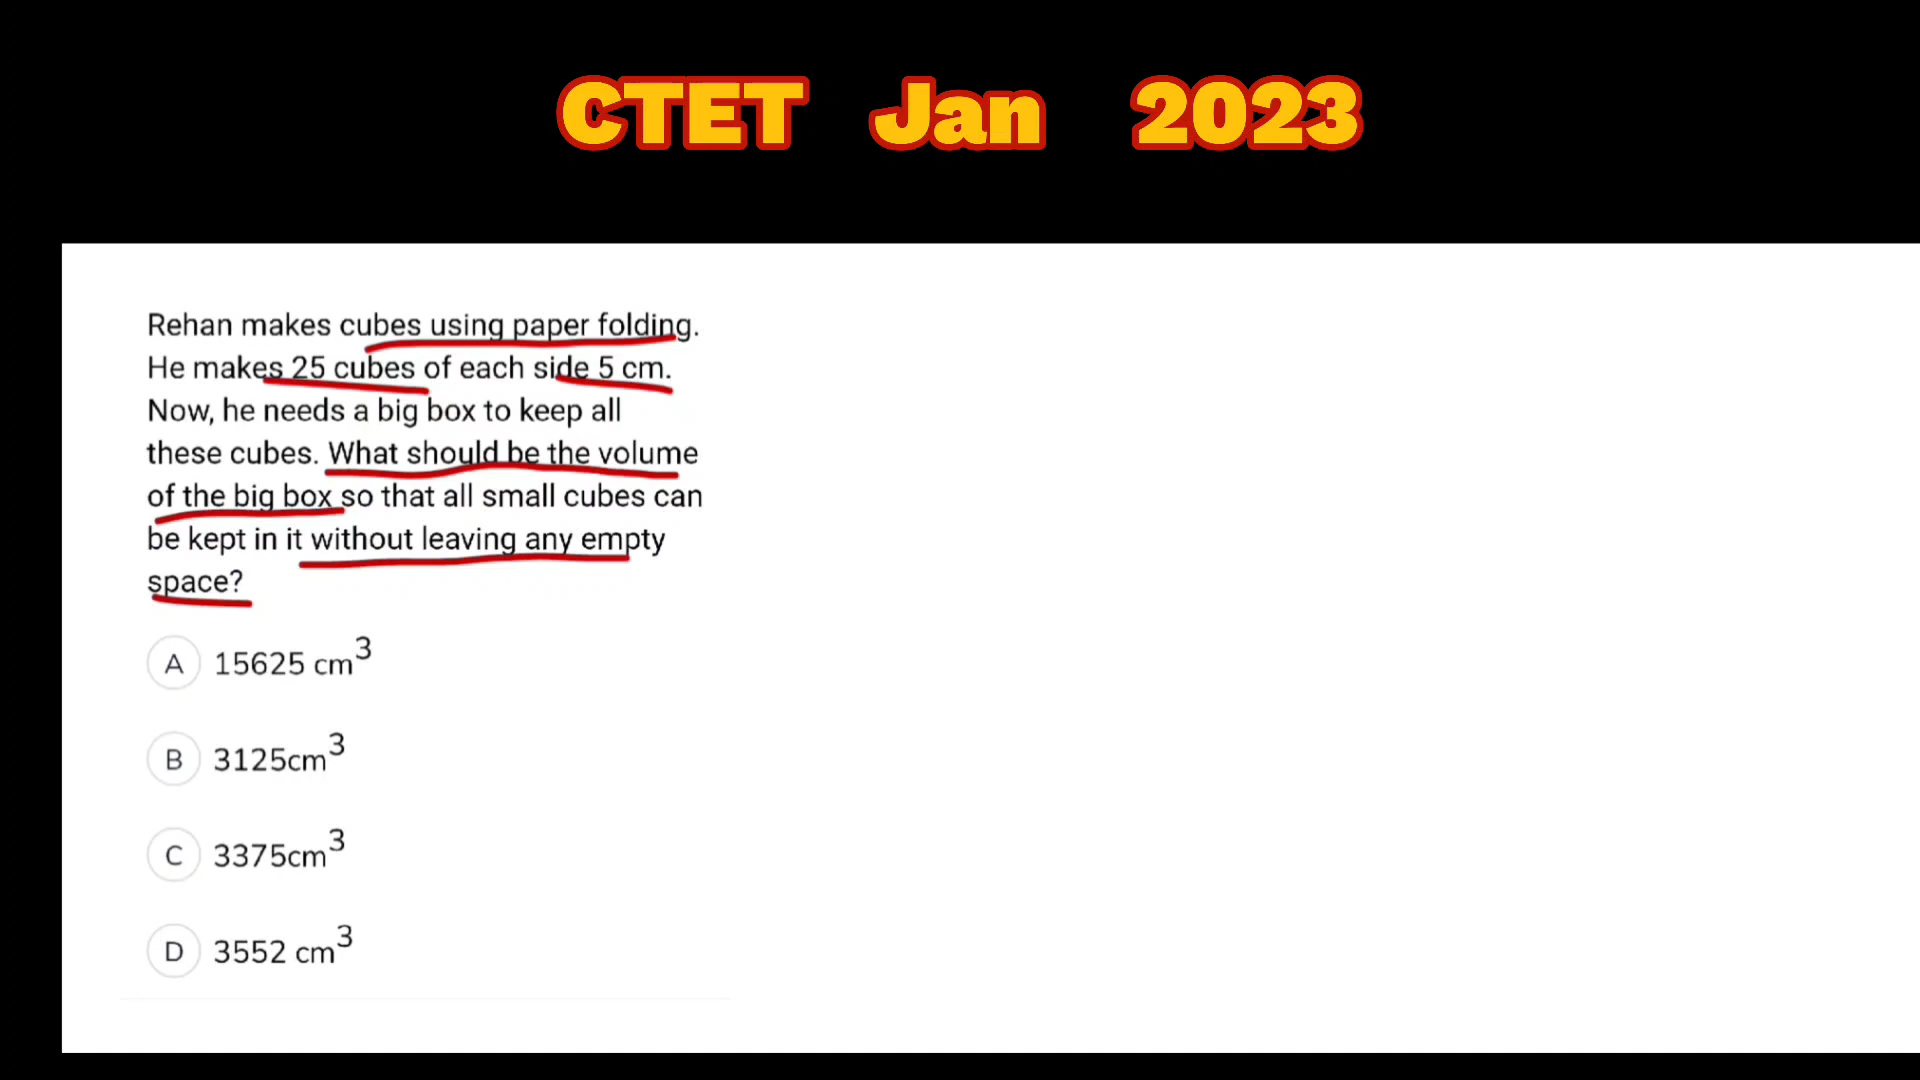 CTET Jan 2023
Rehan makes cubes using paper folding.
He makes 25 cubes of each side 5 cm.
Now, he needs a big box to keep all
these cubes. What should be the volume
of the big box so that all small cubes can
be kept in it without leaving any empty
space?
A 15625 cm³
B 3125cm³
C 3375cm³
D 3552 cm³